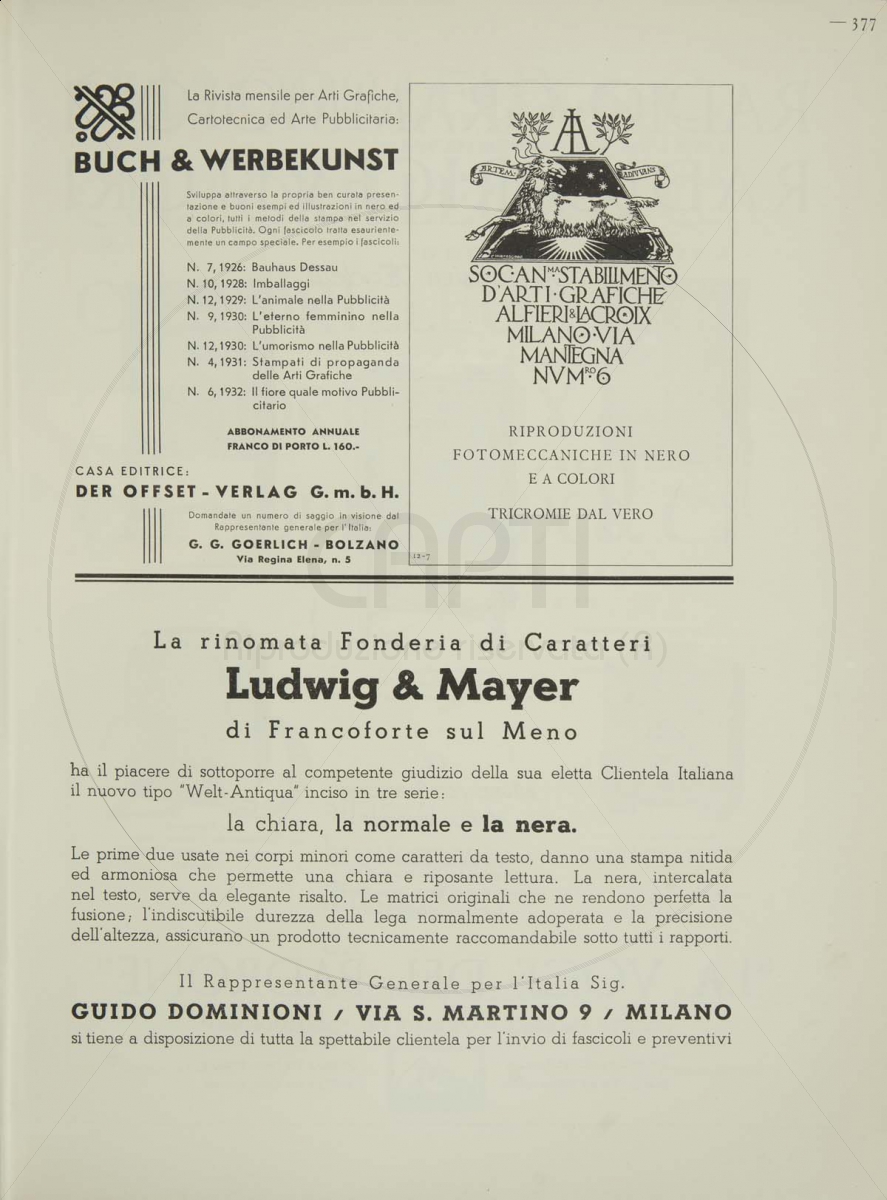 — 377
La Rivista mensile per Arti Grafiche,
Cartotecnica ed Arte Pubblicitaria:
BUCH & WERBEKUNST
Sviluppa attraverso la propria ben curata presen-
tazione e buoni esempi ed illustrazioni in nero ed
a colori, tutti i metodi della stampa nel servizio
della Pubblicità. Ogni fascicolo tratta esauriente-
mente un campo speciale. Per esempio i fascicoli:
N. 7, 1926: Bauhaus Dessau
N. 10, 1928: Imballaggi
N. 12, 1929: L'animale nella Pubblicità
N. 9, 1930: L'eterno femminino nella
Pubblicità
N. 12, 1930: L'umorismo nella Pubblicità
N. 4, 1931: Stampati di propaganda
delle Arti Grafiche
N. 6, 1932: Il fiore quale motivo Pubbli-
citario
ABBONAMENTO ANNUALE
FRANCO DI PORTO L. 160.-
CASA EDITRICE:
DER OFFSET - VERLAG G. m. b. H.
Domandate un numero di saggio in visione dal
Rappresentante generale per l'Italia:
G. G. GOERLICH - BOLZANO
Via Regina Elena, n. 5
ARTEM · ADIVVANS
SOC·AN·MA STABILIMENO
D'ARTI·GRAFICHE
ALFIERI & LACROIX
MILANO·VIA
MANTEGNA
NVMRO·6
RIPRODUZIONI
FOTOMECCANICHE IN NERO
E A COLORI
TRICROMIE DAL VERO
12-7
La rinomata Fonderia di Caratteri
Ludwig & Mayer
di Francoforte sul Meno
ha il piacere di sottoporre al competente giudizio della sua eletta Clientela Italiana
il nuovo tipo "Welt-Antiqua" inciso in tre serie:
la chiara, la normale e la nera.
Le prime due usate nei corpi minori come caratteri da testo, danno una stampa nitida
ed armoniosa che permette una chiara e riposante lettura. La nera, intercalata
nel testo, serve da elegante risalto. Le matrici originali che ne rendono perfetta la
fusione; l'indiscutibile durezza della lega normalmente adoperata e la precisione
dell'altezza, assicurano un prodotto tecnicamente raccomandabile sotto tutti i rapporti.
Il Rappresentante Generale per l'Italia Sig.
GUIDO DOMINIONI / VIA S. MARTINO 9 / MILANO
si tiene a disposizione di tutta la spettabile clientela per l'invio di fascicoli e preventivi
CAPTI
Riproduzione riservata (fi)